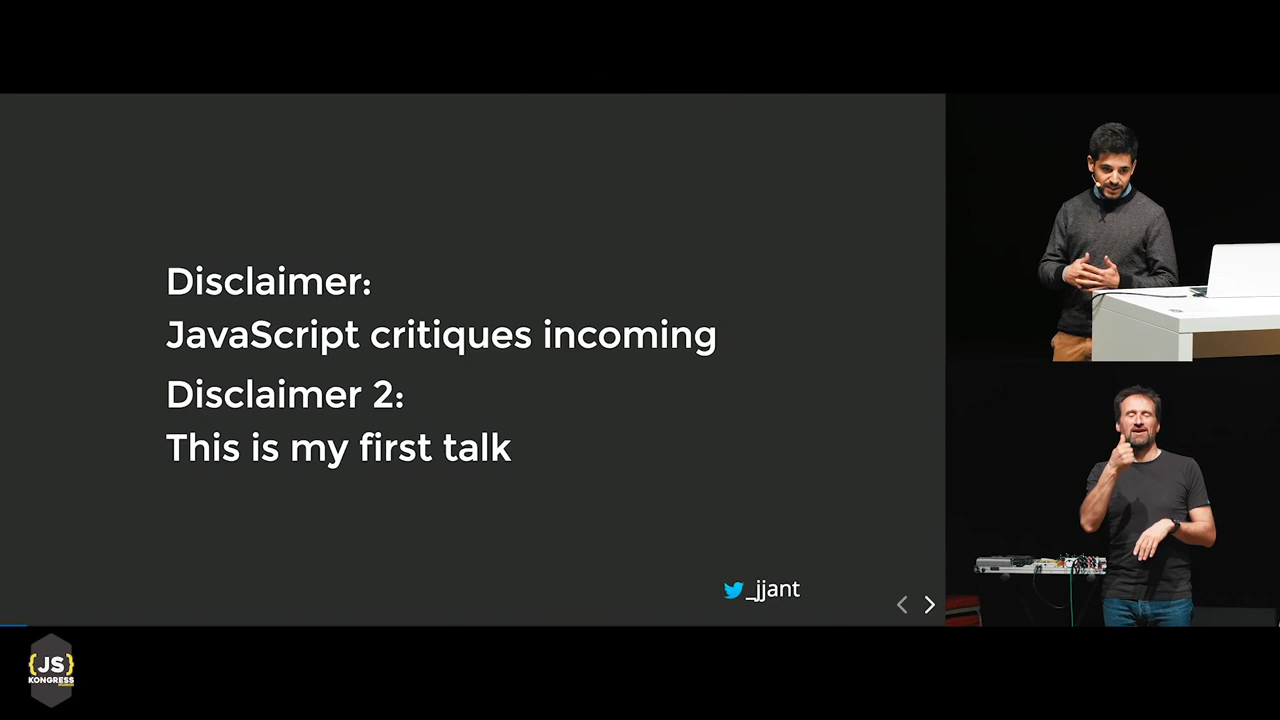 Disclaimer:
JavaScript critiques incoming
Disclaimer 2:
This is my first talk
_jjant
{JS}
KONGRESS